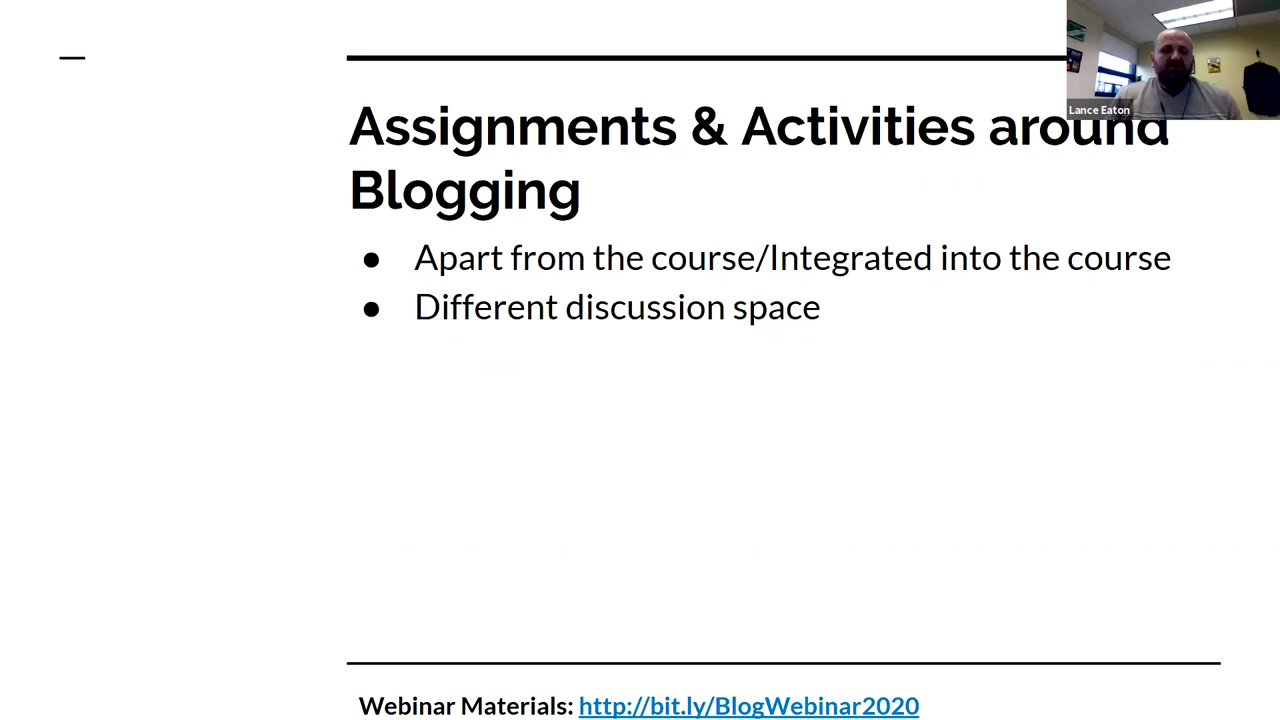 Lance Eaton
Assignments & Activities around
Blogging
● Apart from the course/Integrated into the course
● Different discussion space
Webinar Materials: http://bit.ly/BlogWebinar2020